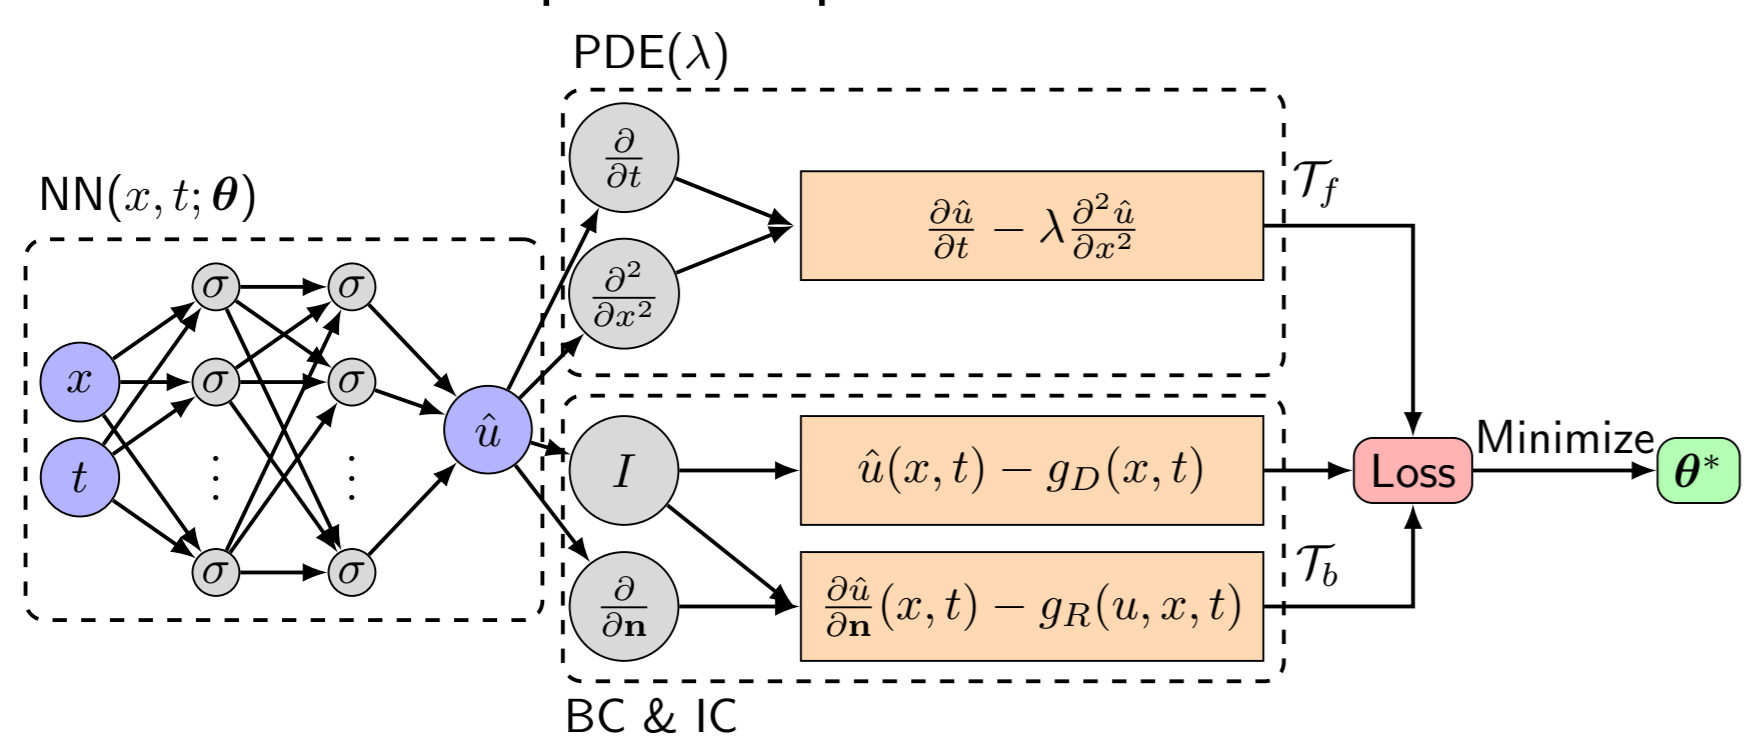 PDE(λ)
NN(x, t; θ)
∂/∂t
∂²/∂x²
∂û/∂t − λ ∂²û/∂x²
𝒯_f
σ σ
x σ σ
t
⋮ ⋮
σ σ
û
I
û(x, t) − g_D(x, t)
Loss
Minimize
θ*
∂/∂n
∂û/∂n (x, t) − g_R(u, x, t)
𝒯_b
BC & IC